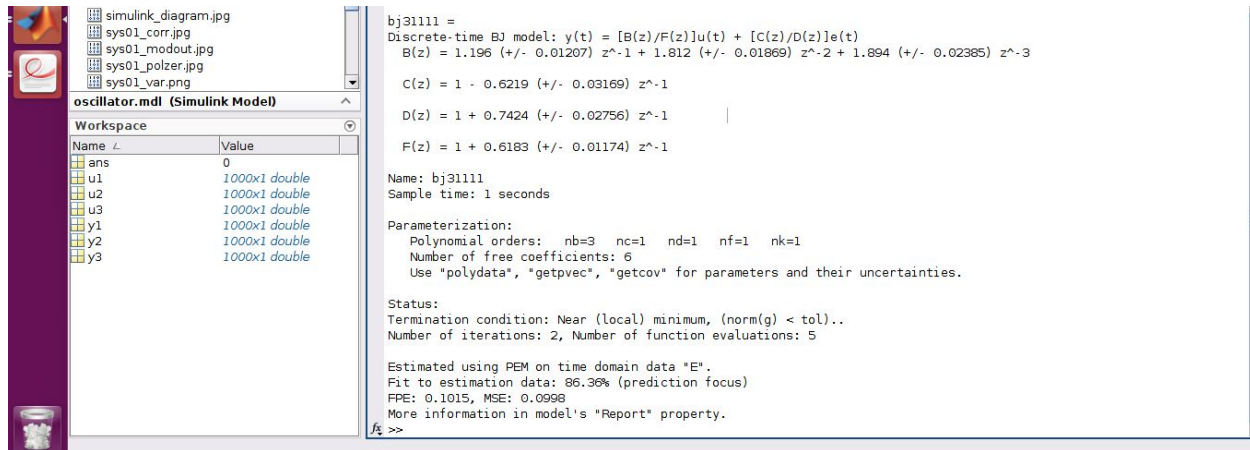 simulink_diagram.jpg
sys01_corr.jpg
sys01_modout.jpg
sys01_polzer.jpg
sys01_var.png
oscillator.mdl (Simulink Model)
Workspace
Name Value
ans 0
u1 1000x1 double
u2 1000x1 double
u3 1000x1 double
y1 1000x1 double
y2 1000x1 double
y3 1000x1 double
bj31111 =
Discrete-time BJ model: y(t) = [B(z)/F(z)]u(t) + [C(z)/D(z)]e(t)
B(z) = 1.196 (+/- 0.01207) z^-1 + 1.812 (+/- 0.01869) z^-2 + 1.894 (+/- 0.02385) z^-3
C(z) = 1 - 0.6219 (+/- 0.03169) z^-1
D(z) = 1 + 0.7424 (+/- 0.02756) z^-1
F(z) = 1 + 0.6183 (+/- 0.01174) z^-1
Name: bj31111
Sample time: 1 seconds
Parameterization:
Polynomial orders: nb=3 nc=1 nd=1 nf=1 nk=1
Number of free coefficients: 6
Use "polydata", "getpvec", "getcov" for parameters and their uncertainties.
Status:
Termination condition: Near (local) minimum, (norm(g) < tol)..
Number of iterations: 2, Number of function evaluations: 5
Estimated using PEM on time domain data "E".
Fit to estimation data: 86.36% (prediction focus)
FPE: 0.1015, MSE: 0.0998
More information in model's "Report" property.
fx >>